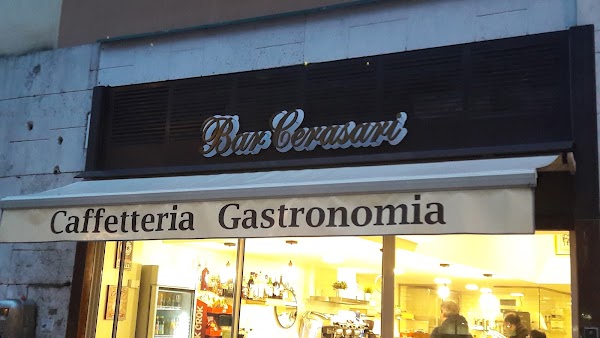 Bar Cerasari
Caffetteria Gastronomia